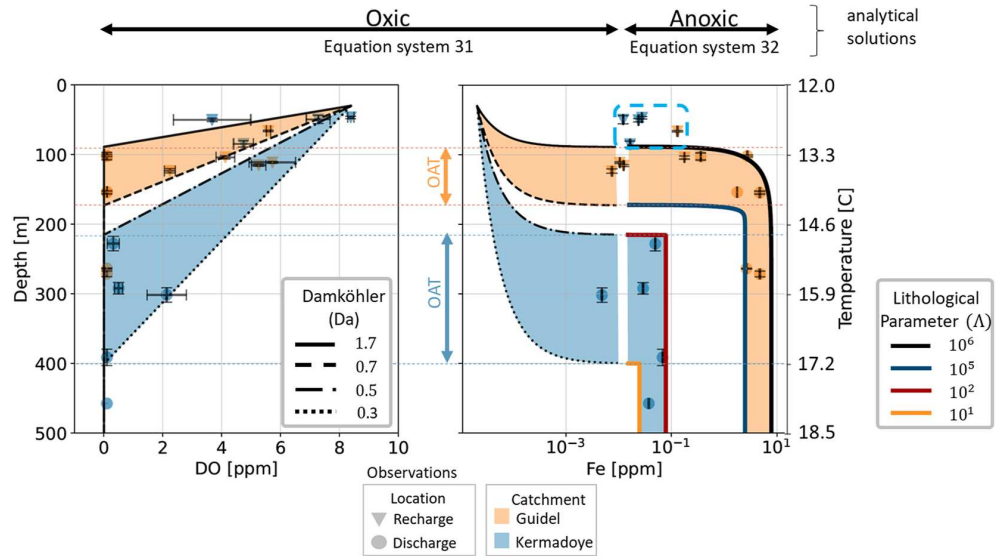 Oxic
Anoxic
analytical
solutions
Equation system 31
Equation system 32
0
100
200
300
400
500
Depth [m]
0
2
4
6
8
10
DO [ppm]
Damköhler
(Da)
1.7
0.7
0.5
0.3
OAT
OAT
10⁻³
10⁻¹
10¹
Fe [ppm]
12.0
13.3
14.6
15.9
17.2
18.5
Temperature [C]
Lithological
Parameter (Λ)
10⁶
10⁵
10²
10¹
Observations
Location
Recharge
Discharge
Catchment
Guidel
Kermadoye